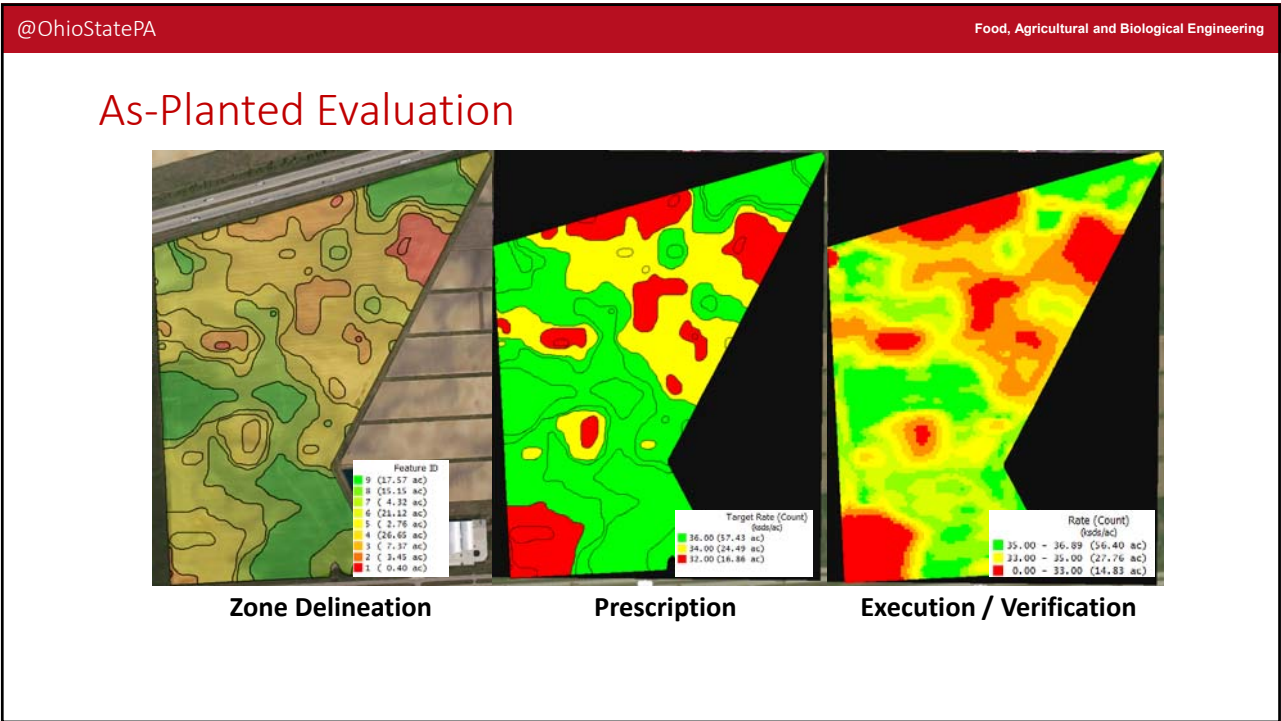 @OhioStatePA
Food, Agricultural and Biological Engineering
As-Planted Evaluation
Feature ID
9 (17.57 ac)
8 (15.15 ac)
7 ( 4.32 ac)
6 (21.12 ac)
5 ( 2.76 ac)
4 (26.65 ac)
3 ( 7.37 ac)
2 ( 3.45 ac)
1 ( 0.40 ac)
Target Rate (Count)
(ksds/ac)
36.00 (57.43 ac)
34.00 (24.49 ac)
32.00 (16.86 ac)
Rate (Count)
(ksds/ac)
35.00 - 36.89 (56.40 ac)
33.00 - 35.00 (27.76 ac)
0.00 - 33.00 (14.83 ac)
Zone Delineation
Prescription
Execution / Verification